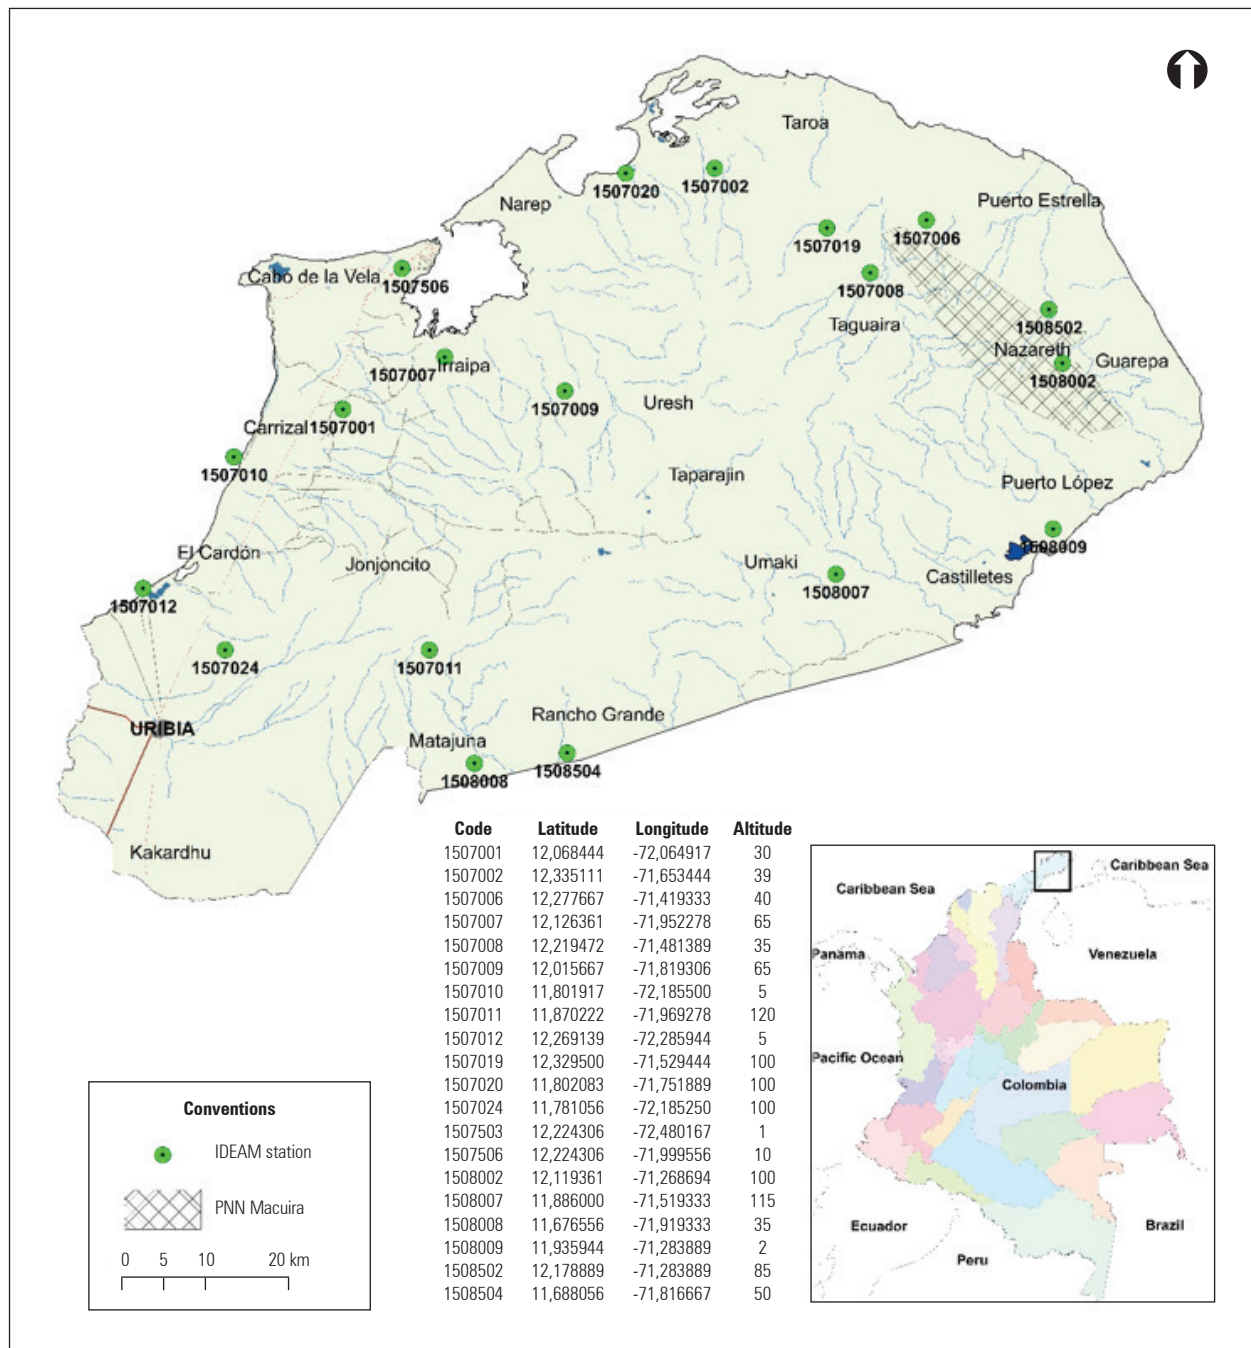 Taroa
1507020
1507002
Narep
Puerto Estrella
1507019
1507006
Cabo de la Vela
1507506
1507008
Taguaira
1508502
Nazareth
Guarepa
1507007
Irraipa
1508002
1507009
Uresh
Carrizal
1507001
1507010
Taparajin
Puerto López
El Cardón
Jonjoncito
1508009
Umaki
Castilletes
1508007
1507012
1507024
1507011
Rancho Grande
URIBIA
Matajuna
1508504
1508008
Kakardhu
Code Latitude Longitude Altitude
1507001 12,068444 -72,064917 30
1507002 12,335111 -71,653444 39
1507006 12,277667 -71,419333 40
1507007 12,126361 -71,952278 65
1507008 12,219472 -71,481389 35
1507009 12,015667 -71,819306 65
1507010 11,801917 -72,185500 5
1507011 11,870222 -71,969278 120
1507012 12,269139 -72,285944 5
1507019 12,329500 -71,529444 100
1507020 11,802083 -71,751889 100
1507024 11,781056 -72,185250 100
1507503 12,224306 -72,480167 1
1507506 12,224306 -71,999556 10
1508002 12,119361 -71,268694 100
1508007 11,886000 -71,519333 115
1508008 11,676556 -71,919333 35
1508009 11,935944 -71,283889 2
1508502 12,178889 -71,283889 85
1508504 11,688056 -71,816667 50
Conventions
IDEAM station
PNN Macuira
0 5 10 20 km
Caribbean Sea
Caribbean Sea
Panama
Venezuela
Pacific Ocean
Colombia
Ecuador
Brazil
Peru